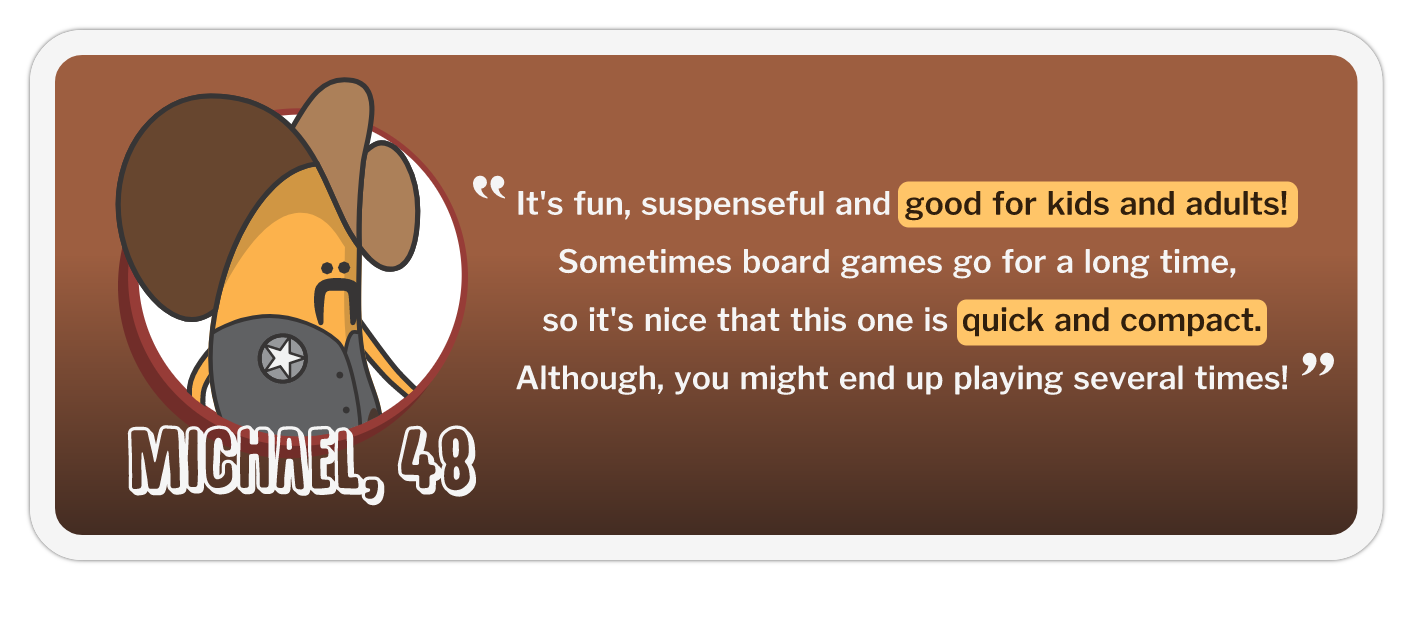 "It's fun, suspenseful and good for kids and adults!
Sometimes board games go for a long time,
so it's nice that this one is quick and compact.
Although, you might end up playing several times!"
MICHAEL, 48